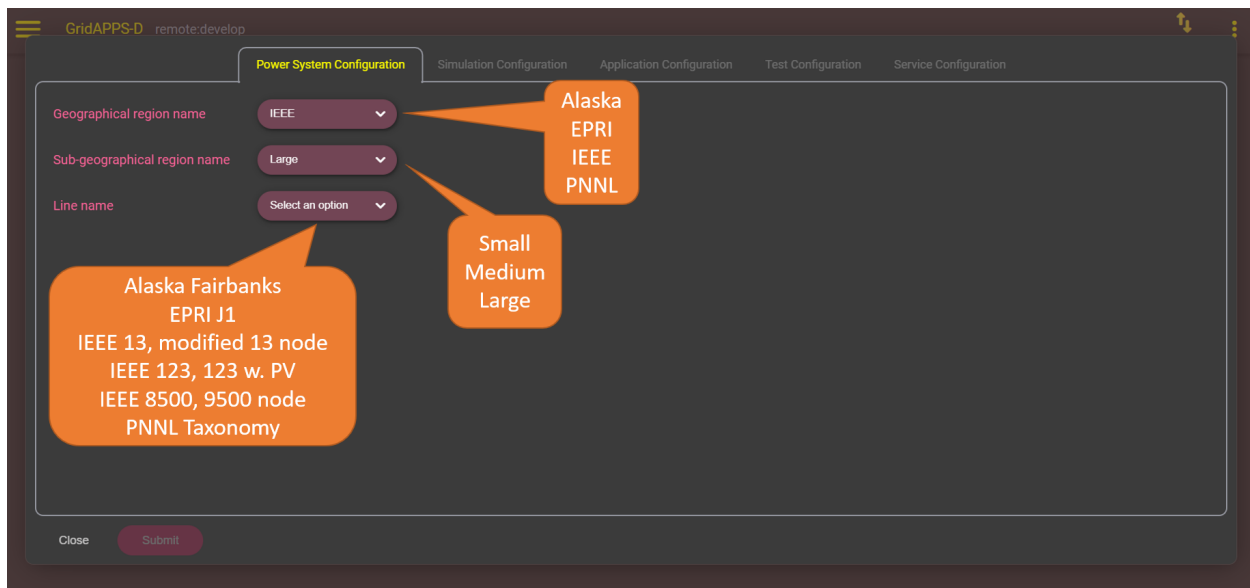 GridAPPS-D remote:develop
Power System Configuration Simulation Configuration Application Configuration Test Configuration Service Configuration
Geographical region name IEEE
Sub-geographical region name Large
Line name Select an option
Alaska
EPRI
IEEE
PNNL
Small
Medium
Large
Alaska Fairbanks
EPRI J1
IEEE 13, modified 13 node
IEEE 123, 123 w. PV
IEEE 8500, 9500 node
PNNL Taxonomy
Close Submit